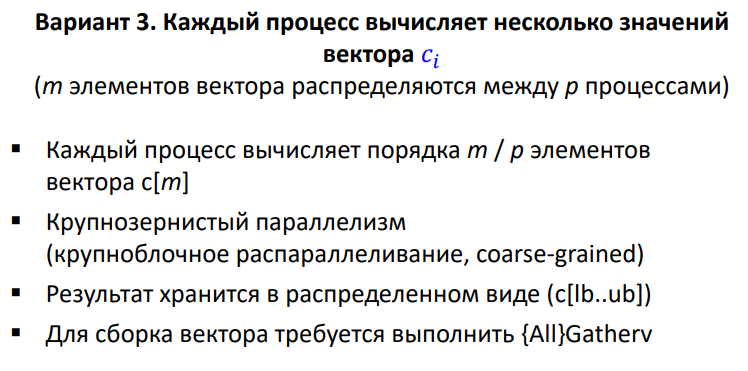 Вариант 3. Каждый процесс вычисляет несколько значений
вектора cᵢ
(m элементов вектора распределяются между p процессами)
▪ Каждый процесс вычисляет порядка m / p элементов
вектора c[m]
▪ Крупнозернистый параллелизм
(крупноблочное распараллеливание, coarse-grained)
▪ Результат хранится в распределенном виде (c[lb..ub])
▪ Для сборка вектора требуется выполнить {All}Gatherv